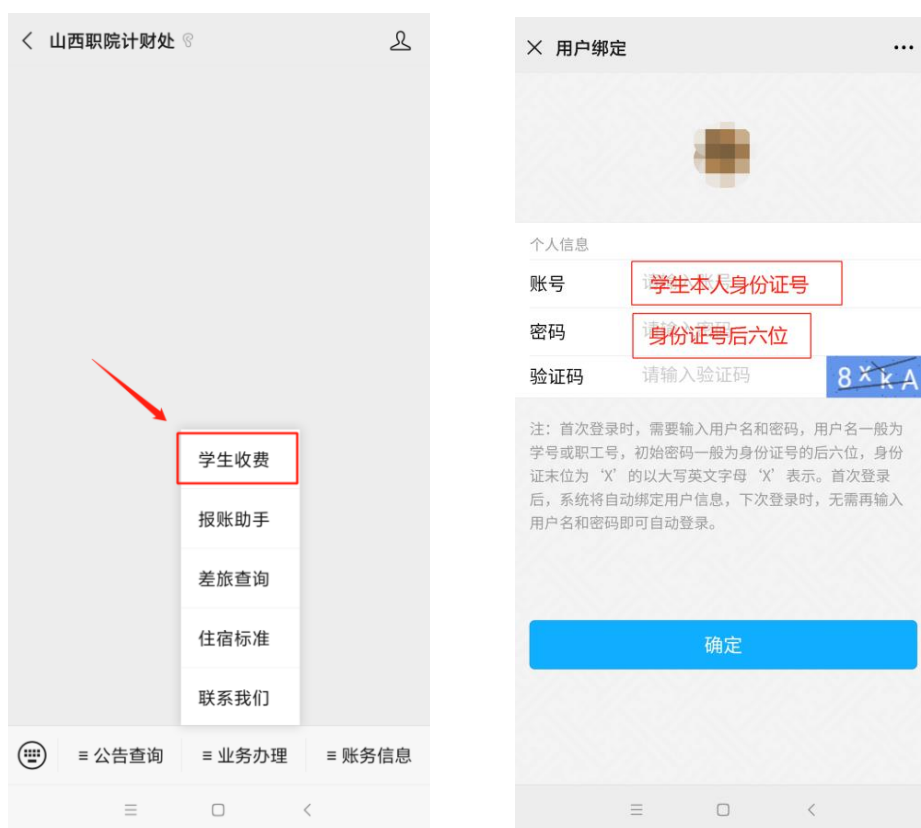 山西职院计财处
学生收费
报账助手
差旅查询
住宿标准
联系我们
公告查询
业务办理
账务信息
用户绑定
个人信息
账号
学生本人身份证号
密码
身份证号后六位
验证码
请输入验证码
8XkA
注：首次登录时，需要输入用户名和密码，用户名一般为
学号或职工号，初始密码一般为身份证号的后六位，身份
证末位为‘X’的以大写英文字母‘X’表示。首次登录
后，系统将自动绑定用户信息，下次登录时，无需再输入
用户名和密码即可自动登录。
确定